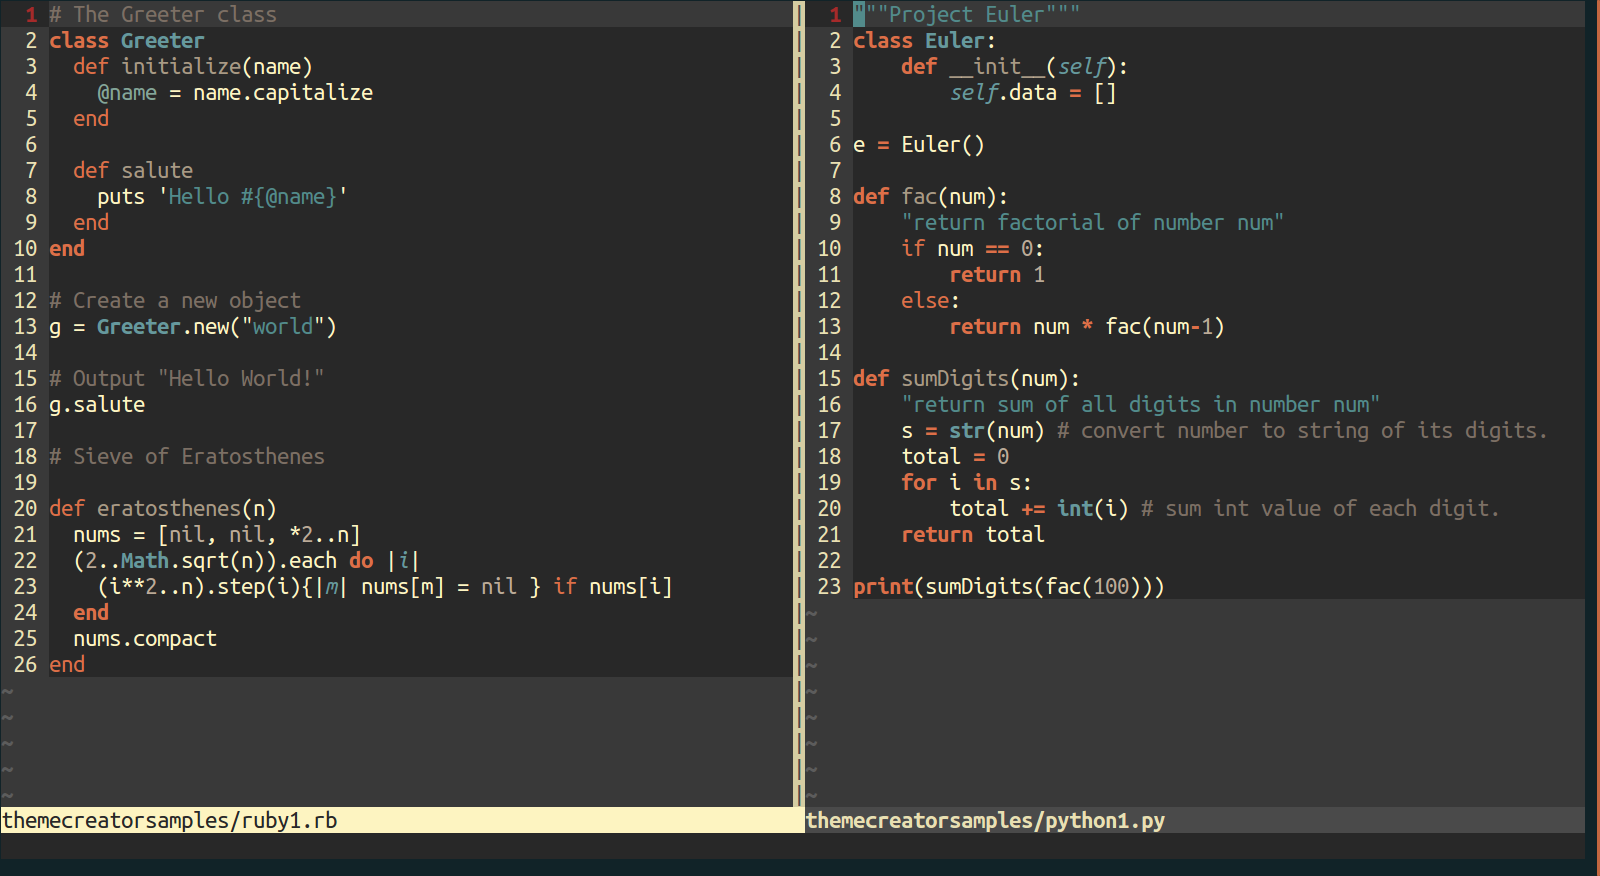 1 # The Greeter class
2 class Greeter
3   def initialize(name)
4     @name = name.capitalize
5   end
6
7   def salute
8     puts 'Hello #{@name}'
9   end
10 end
11
12 # Create a new object
13 g = Greeter.new("world")
14
15 # Output "Hello World!"
16 g.salute
17
18 # Sieve of Eratosthenes
19
20 def eratosthenes(n)
21   nums = [nil, nil, *2..n]
22   (2..Math.sqrt(n)).each do |i|
23     (i**2..n).step(i){|m| nums[m] = nil } if nums[i]
24   end
25   nums.compact
26 end
~
~
~
~
~
themecreatorsamples/ruby1.rb
1 """Project Euler"""
2 class Euler:
3     def __init__(self):
4         self.data = []
5
6 e = Euler()
7
8 def fac(num):
9     "return factorial of number num"
10     if num == 0:
11         return 1
12     else:
13         return num * fac(num-1)
14
15 def sumDigits(num):
16     "return sum of all digits in number num"
17     s = str(num) # convert number to string of its digits.
18     total = 0
19     for i in s:
20         total += int(i) # sum int value of each digit.
21     return total
22
23 print(sumDigits(fac(100)))
~
~
~
~
~
~
~
~
themecreatorsamples/python1.py